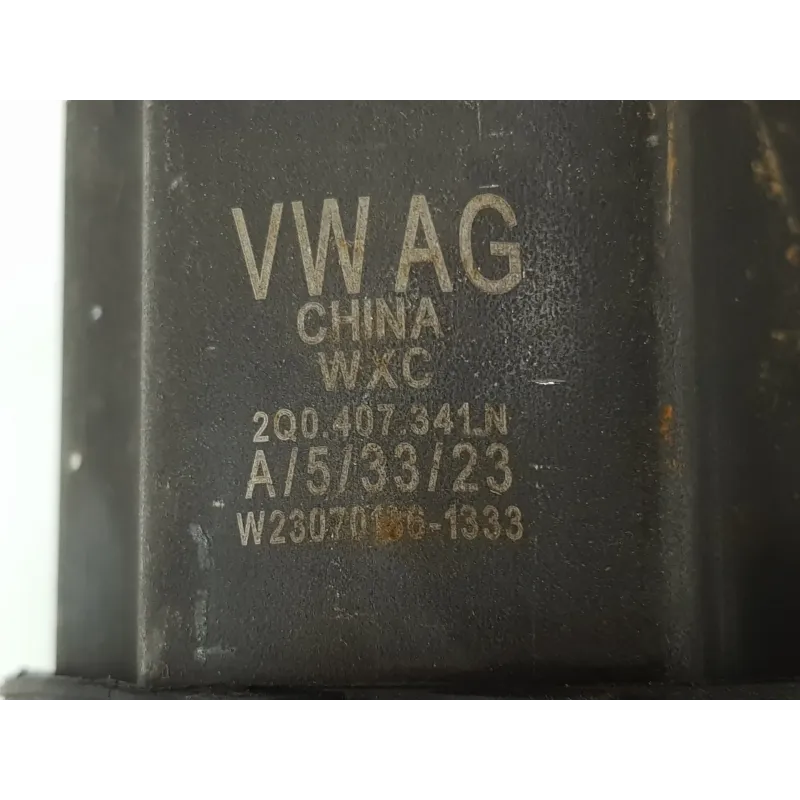 VW AG
CHINA
WXC
2Q0.407.341.N
A/5/33/23